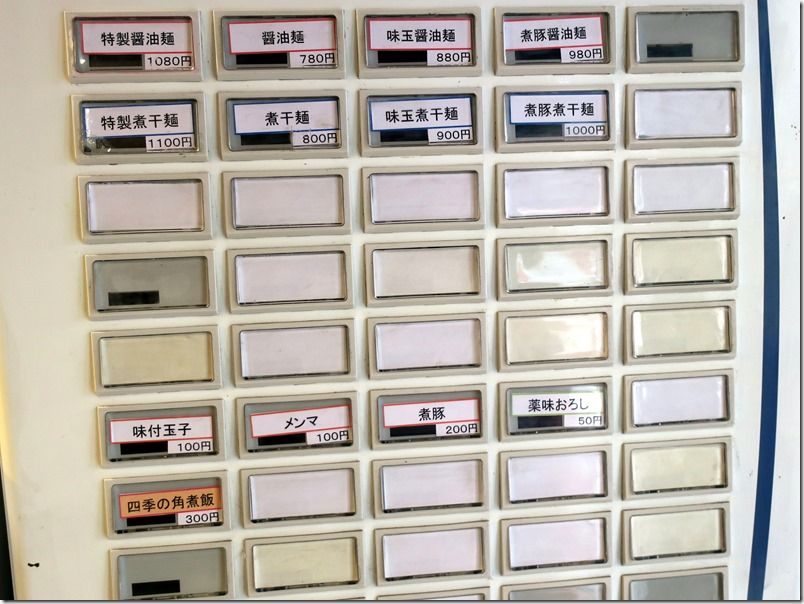 特製醤油麺
1080円
醤油麺
780円
味玉醤油麺
880円
煮豚醤油麺
980円
特製煮干麺
1100円
煮干麺
800円
味玉煮干麺
900円
煮豚煮干麺
1000円
味付玉子
100円
メンマ
100円
煮豚
200円
薬味おろし
50円
四季の角煮飯
300円